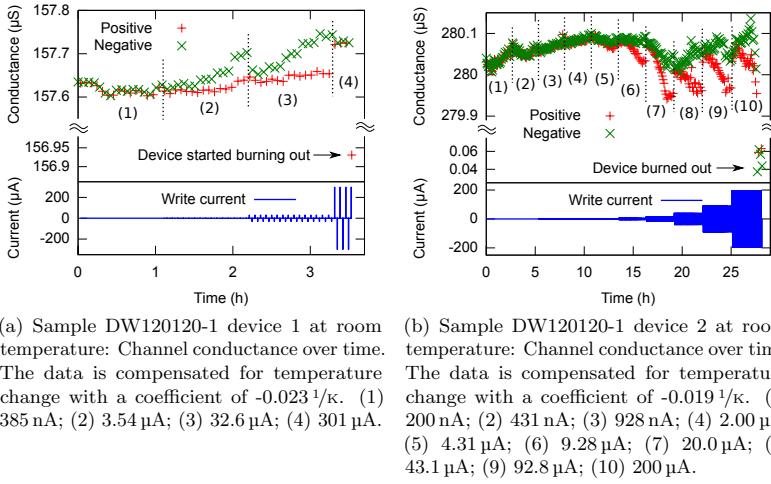 157.8
157.7
157.6
156.95
156.9
200
0
-200
Conductance (µS)
Current (µA)
Positive
Negative
(1)
(2)
(3)
(4)
Device started burning out
Write current
0
1
2
3
Time (h)
280.1
280
279.9
0.06
0.04
200
0
-200
Conductance (µS)
Current (µA)
(1)
(2)
(3)
(4)
(5)
(6)
(7)
(8)
(9)
(10)
Positive
Negative
Device burned out
Write current
0
5
10
15
20
25
Time (h)
a) Sample DW120120-1 device 1 at room
temperature: Channel conductance over time.
The data is compensated for temperature
change with a coefficient of -0.023 1/K. (1)
385 nA; (2) 3.54 µA; (3) 32.6 µA; (4) 301 µA.
(b) Sample DW120120-1 device 2 at roo
temperature: Channel conductance over tim
The data is compensated for temperatu
change with a coefficient of -0.019 1/K. (
200 nA; (2) 431 nA; (3) 928 nA; (4) 2.00 µ
(5) 4.31 µA; (6) 9.28 µA; (7) 20.0 µA; (
43.1 µA; (9) 92.8 µA; (10) 200 µA.